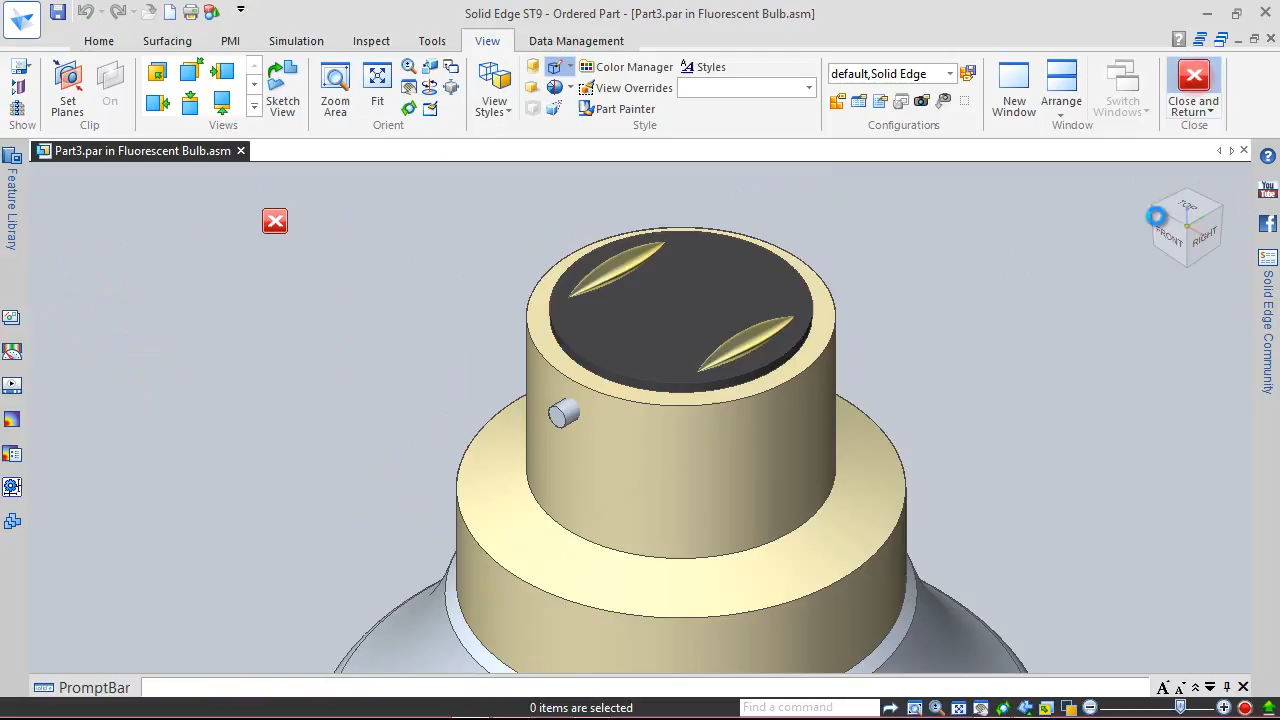 Solid Edge ST9 - Ordered Part - [Part3.par in Fluorescent Bulb.asm]
Home Surfacing PMI Simulation Inspect Tools View Data Management
Set Planes
On
Sketch View
Zoom Area
Fit
View Styles
Color Manager
Styles
View Overrides
Part Painter
default,Solid Edge
New Window
Arrange
Switch Windows
Close and Return
Show Clip Views Orient Style Configurations Window Close
Part3.par in Fluorescent Bulb.asm
Feature Library
TOP
FRONT
RIGHT
You Tube
Solid Edge Community
PromptBar
0 items are selected
Find a command